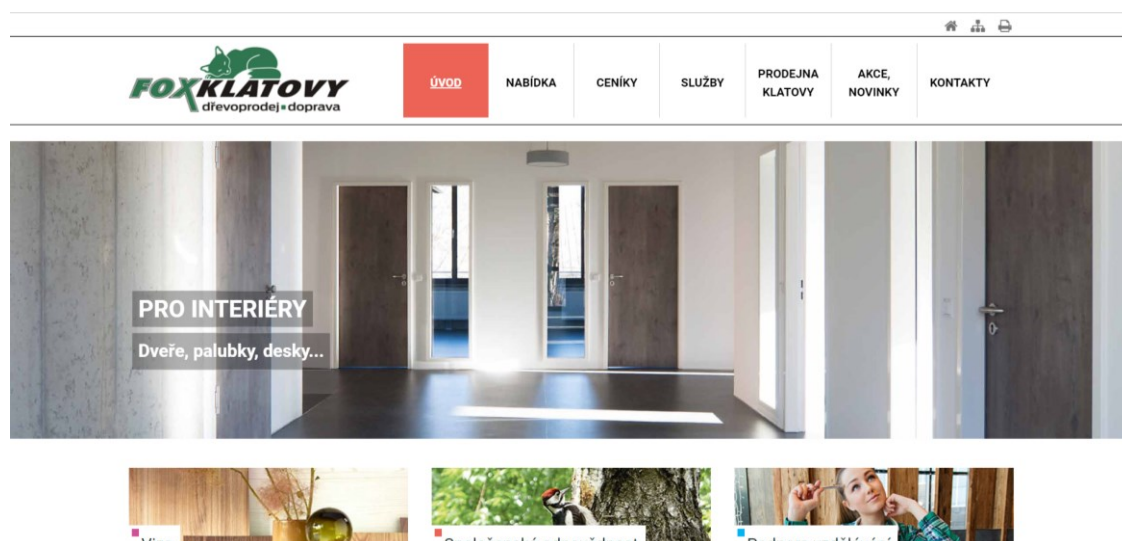 FOXKLATOVY
dřevoprodej▪doprava
ÚVOD
NABÍDKA
CENÍKY
SLUŽBY
PRODEJNA
KLATOVY
AKCE,
NOVINKY
KONTAKTY
PRO INTERIÉRY
Dveře, palubky, desky...